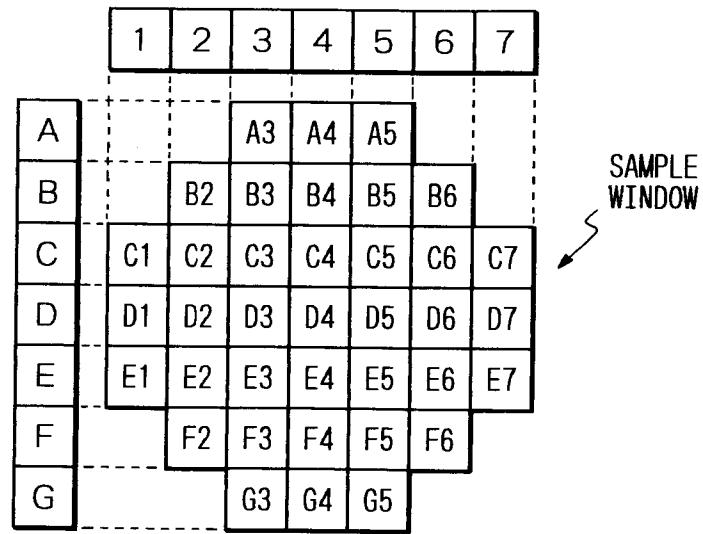 1 2 3 4 5 6 7
A A3 A4 A5
B B2 B3 B4 B5 B6
C C1 C2 C3 C4 C5 C6 C7
D D1 D2 D3 D4 D5 D6 D7
E E1 E2 E3 E4 E5 E6 E7
F F2 F3 F4 F5 F6
G G3 G4 G5
SAMPLE
WINDOW